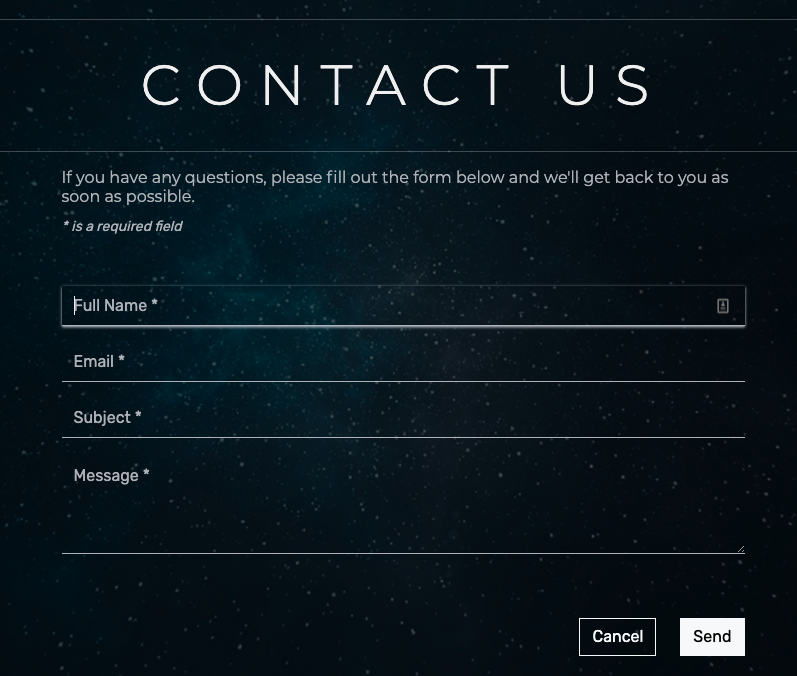 CONTACT US
If you have any questions, please fill out the form below and we'll get back to you as
soon as possible.
* is a required field
Full Name *
Email *
Subject *
Message *
Cancel Send